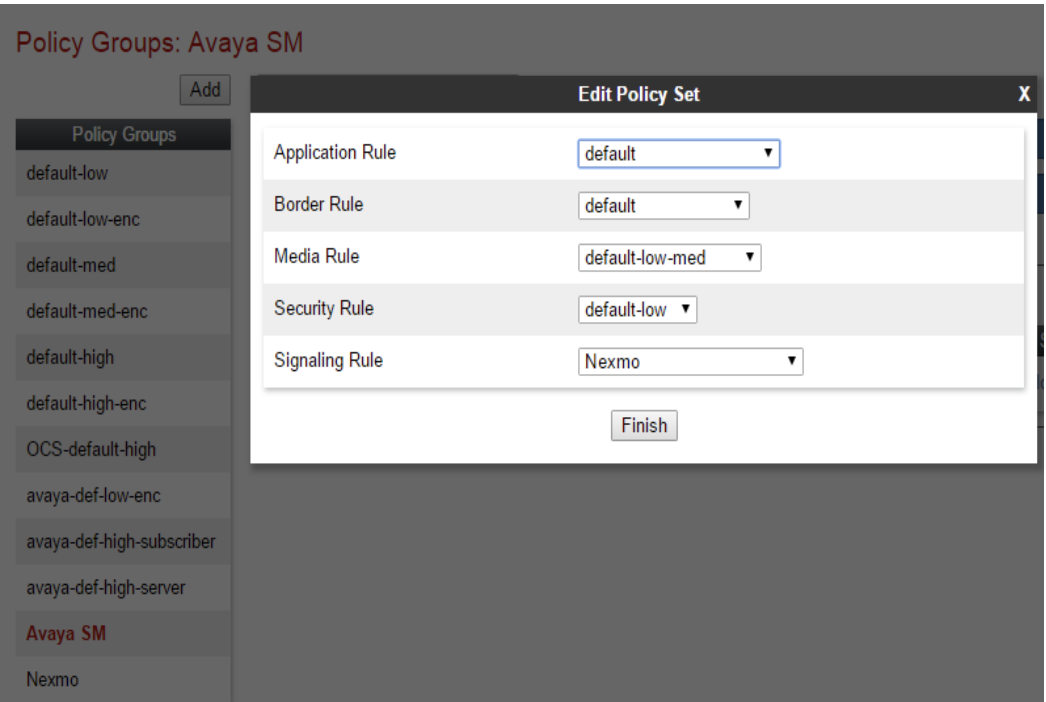 Policy Groups: Avaya SM
Add
Policy Groups
default-low
default-low-enc
default-med
default-med-enc
default-high
default-high-enc
OCS-default-high
avaya-def-low-enc
avaya-def-high-subscriber
avaya-def-high-server
Avaya SM
Nexmo
Edit Policy Set X
Application Rule default
Border Rule default
Media Rule default-low-med
Security Rule default-low
Signaling Rule Nexmo
Finish